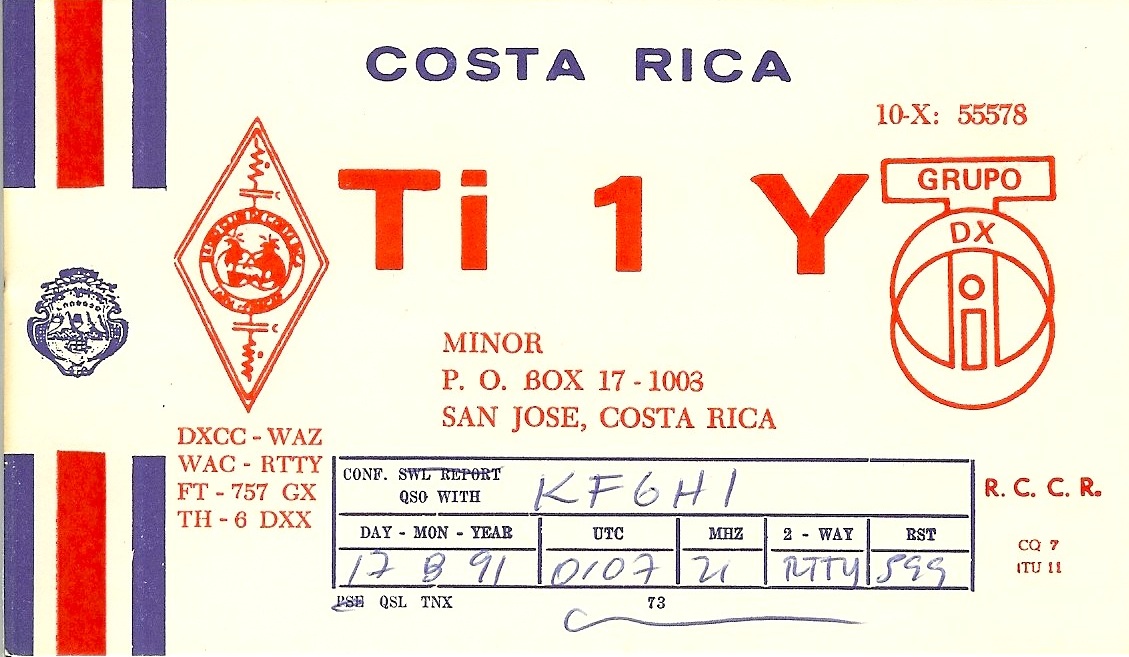 COSTA RICA
10-X: 55578
Ti 1 Y
GRUPO
DX
Ti
MINOR
P. O. BOX 17 - 1003
SAN JOSE, COSTA RICA
DXCC - WAZ
WAC - RTTY
FT - 757 GX
TH - 6 DXX
CONF. SWL REPORT
QSO WITH KF6HI
DAY - MON - YEAR UTC MHZ 2 - WAY RST
17 8 91 0107 21 RTTY 599
PSE QSL TNX 73
R. C. C. R.
CQ 7
ITU 11